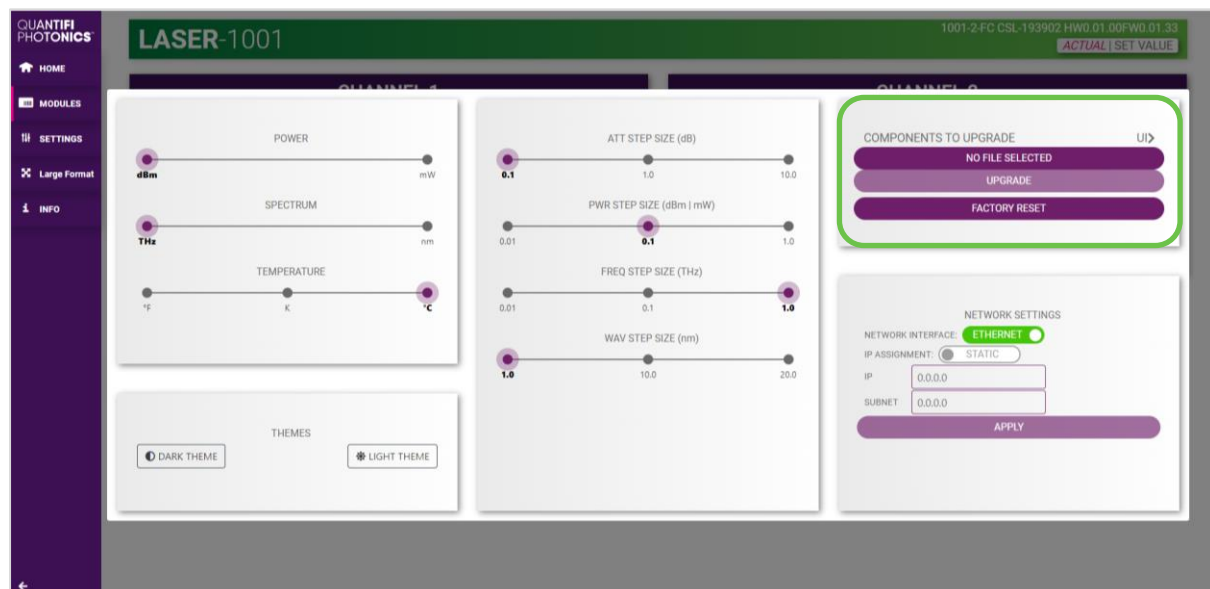 QUANTIFI
PHOTONICS
HOME
MODULES
SETTINGS
Large Format
INFO
LASER-1001
1001-2-FC CSL-193902 HW0.01.00FW0.01.33
ACTUAL | SET VALUE
POWER
dBm
mW
SPECTRUM
THz
nm
TEMPERATURE
°F
K
°C
THEMES
DARK THEME
LIGHT THEME
ATT STEP SIZE (dB)
0.1
1.0
10.0
PWR STEP SIZE (dBm | mW)
0.01
0.1
1.0
FREQ STEP SIZE (THz)
0.01
0.1
1.0
WAV STEP SIZE (nm)
1.0
10.0
20.0
COMPONENTS TO UPGRADE
UI
NO FILE SELECTED
UPGRADE
FACTORY RESET
NETWORK SETTINGS
NETWORK INTERFACE: ETHERNET
IP ASSIGNMENT: STATIC
IP 0.0.0.0
SUBNET 0.0.0.0
APPLY